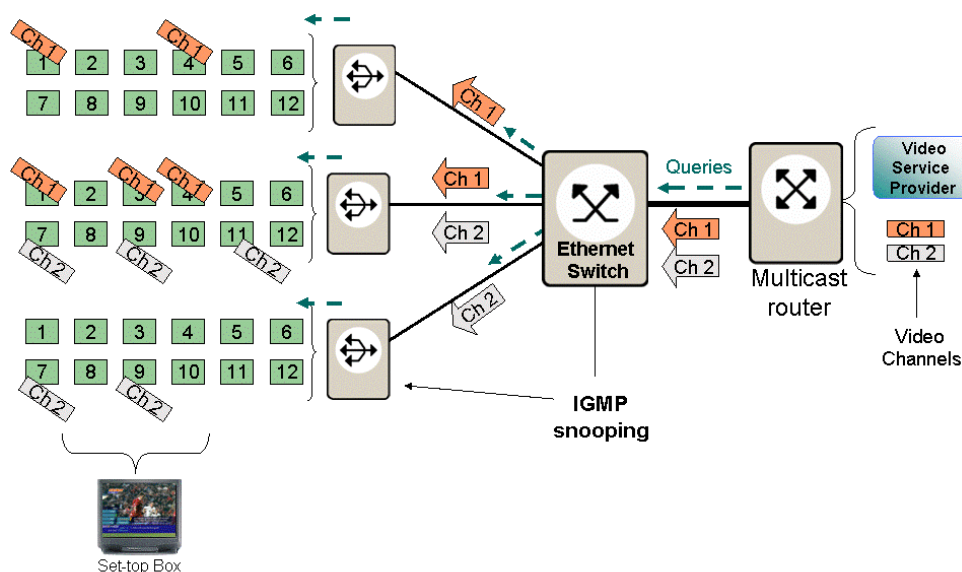 Ch 1
Ch 1
1 2 3 4 5 6
7 8 9 10 11 12
Ch 1
Ch 1
Ch 1
1 2 3 4 5 6
7 8 9 10 11 12
Ch 2
Ch 2
Ch 2
1 2 3 4 5 6
7 8 9 10 11 12
Ch 2
Ch 2
Set-top Box
Ch 1
Ch 1
Ch 2
Ch 2
Ethernet
Switch
IGMP
snooping
Queries
Ch 1
Ch 2
Multicast
router
Video
Service
Provider
Ch 1
Ch 2
Video
Channels